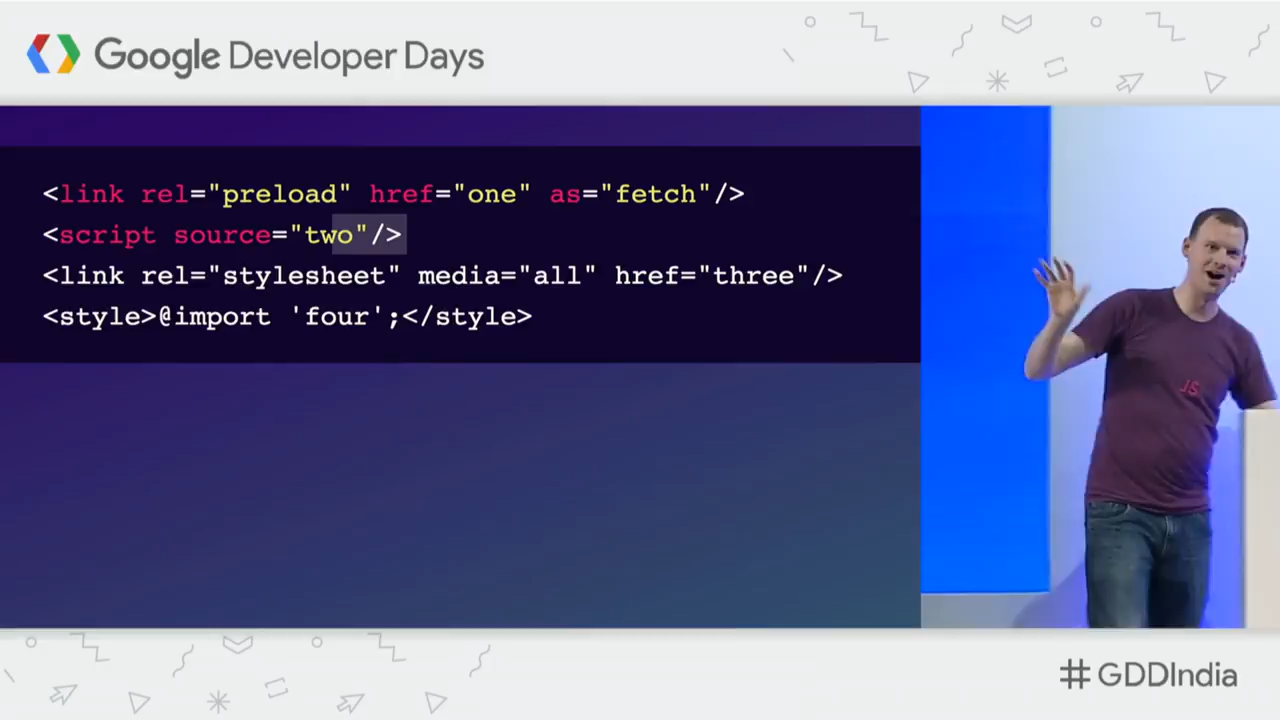 Google Developer Days
<link rel="preload" href="one" as="fetch"/>
<script source="two"/>
<link rel="stylesheet" media="all" href="three"/>
<style>@import 'four';</style>
JS
#GDDIndia